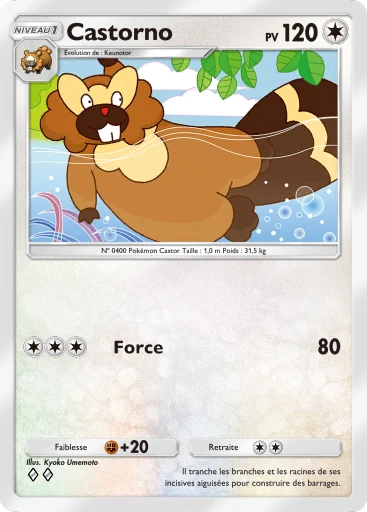 NIVEAU 1
Castorno
PV 120
Évolution de : Keunotor
N° 0400 Pokémon Castor Taille : 1,0 m Poids : 31,5 kg
Force 80
Faiblesse +20
Retraite
Illus. Kyoko Umemoto
Il tranche les branches et les racines de ses
incisives aiguisées pour construire des barrages.